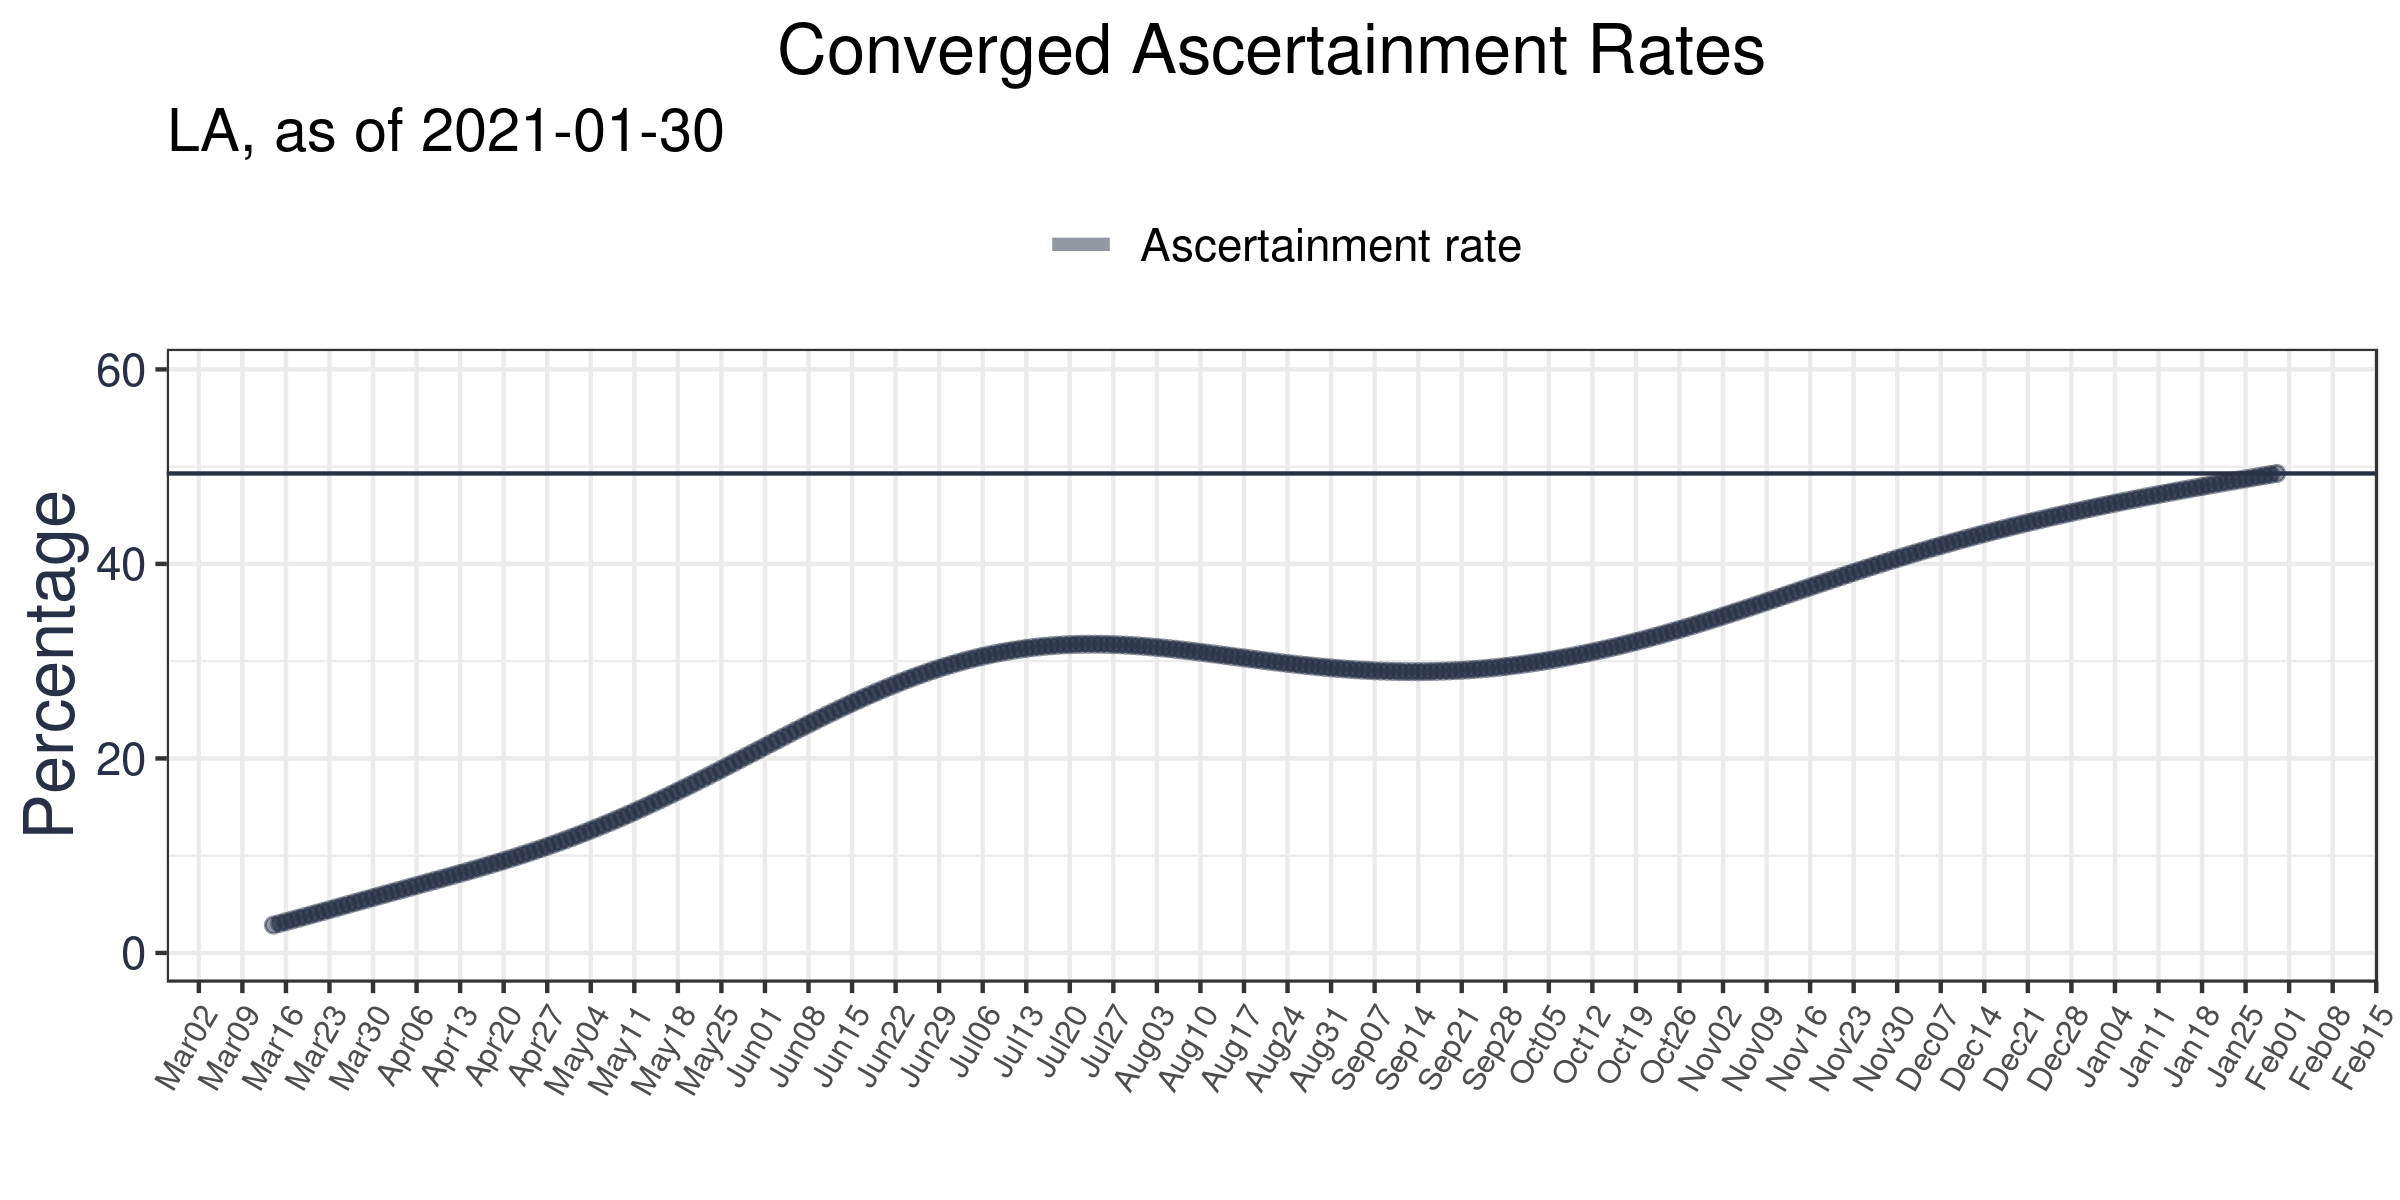 Converged Ascertainment Rates
LA, as of 2021-01-30
Ascertainment rate
Percentage
60
40
20
0
Mar02 Mar09 Mar16 Mar23 Mar30 Apr06 Apr13 Apr20 Apr27 May04 May11 May18 May25 Jun01 Jun08 Jun15 Jun22 Jun29 Jul06 Jul13 Jul20 Jul27 Aug03 Aug10 Aug17 Aug24 Aug31 Sep07 Sep14 Sep21 Sep28 Oct05 Oct12 Oct19 Oct26 Nov02 Nov09 Nov16 Nov23 Nov30 Dec07 Dec14 Dec21 Dec28 Jan04 Jan11 Jan18 Jan25 Feb01 Feb08 Feb15